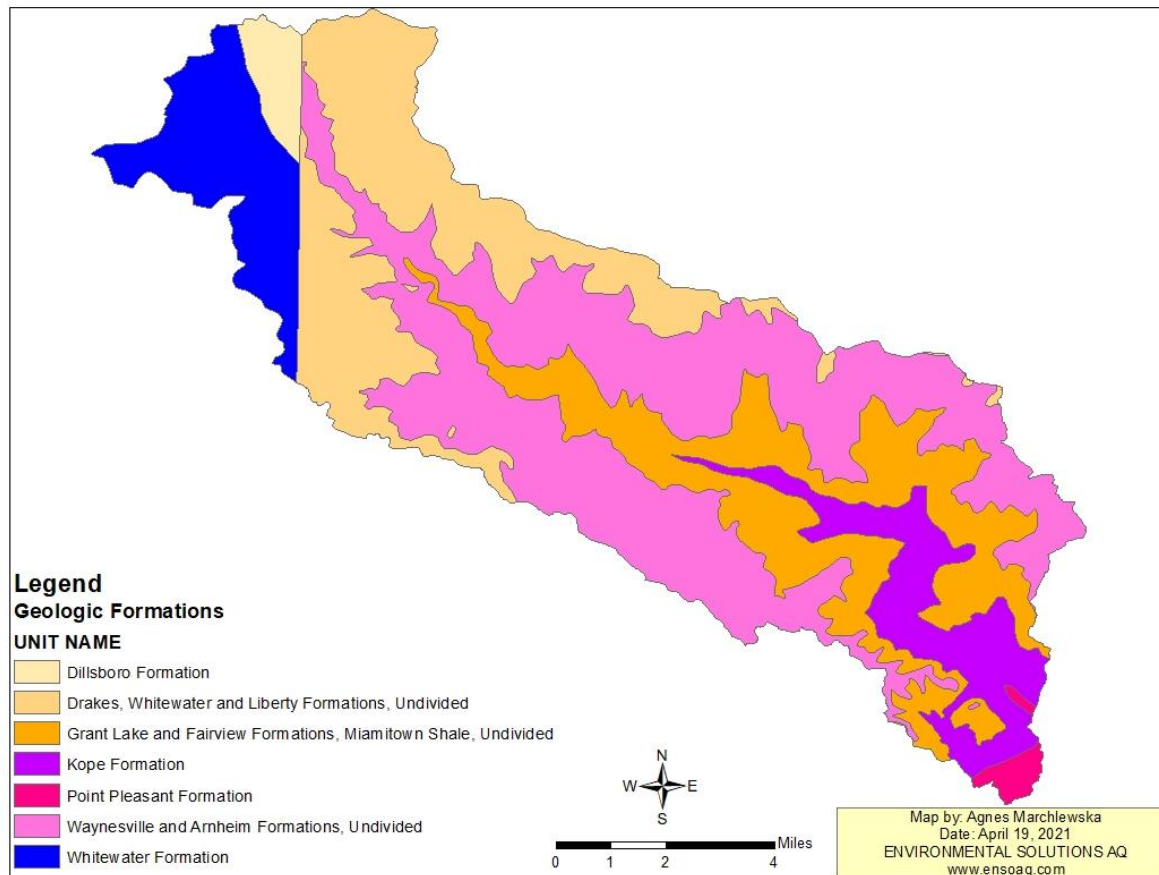 Legend
Geologic Formations
UNIT NAME
Dillsboro Formation
Drakes, Whitewater and Liberty Formations, Undivided
Grant Lake and Fairview Formations, Miamitown Shale, Undivided
Kope Formation
Point Pleasant Formation
Waynesville and Arnheim Formations, Undivided
Whitewater Formation
N
W E
S
Miles
0 1 2 4
Map by: Agnes Marchlewska
Date: April 19, 2021
ENVIRONMENTAL SOLUTIONS AQ
www.ensoaq.com